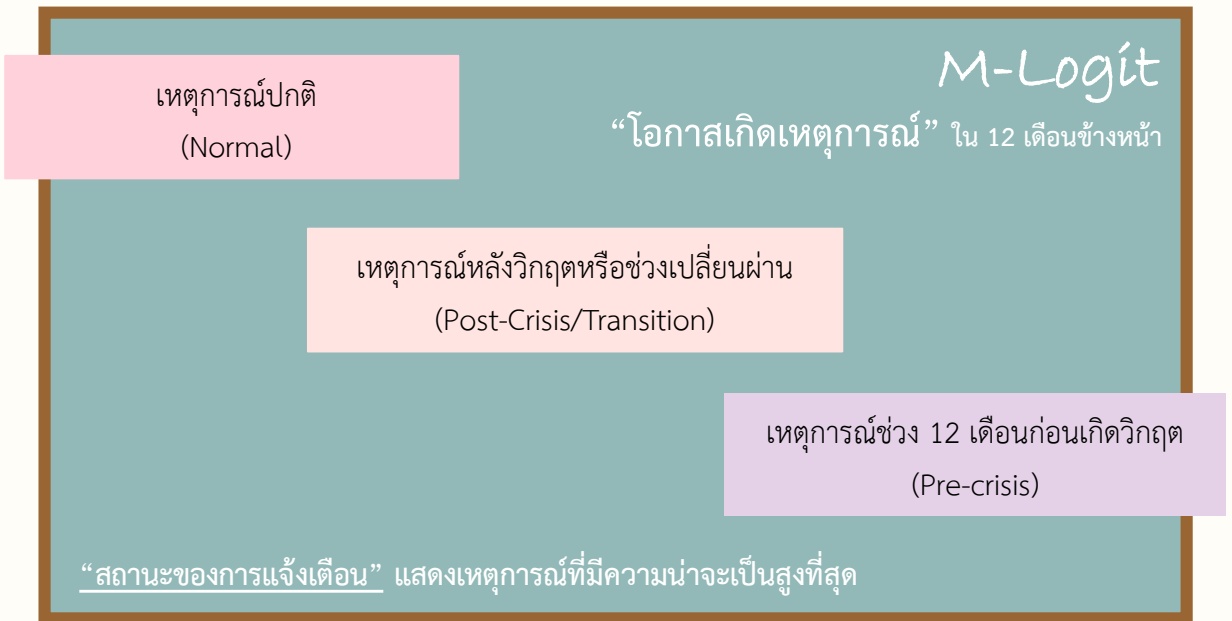 M-Logit
“โอกาสเกิดเหตุการณ์” ใน 12 เดือนข้างหน้า
เหตุการณ์ปกติ
(Normal)
เหตุการณ์หลังวิกฤตหรือช่วงเปลี่ยนผ่าน
(Post-Crisis/Transition)
เหตุการณ์ช่วง 12 เดือนก่อนเกิดวิกฤต
(Pre-crisis)
“สถานะของการแจ้งเตือน” แสดงเหตุการณ์ที่มีความน่าจะเป็นสูงที่สุด